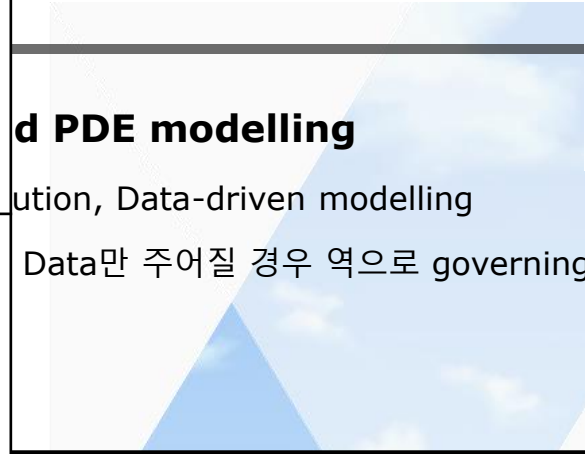 d PDE modelling
ution, Data-driven modelling
Data만 주어질 경우 역으로 governing